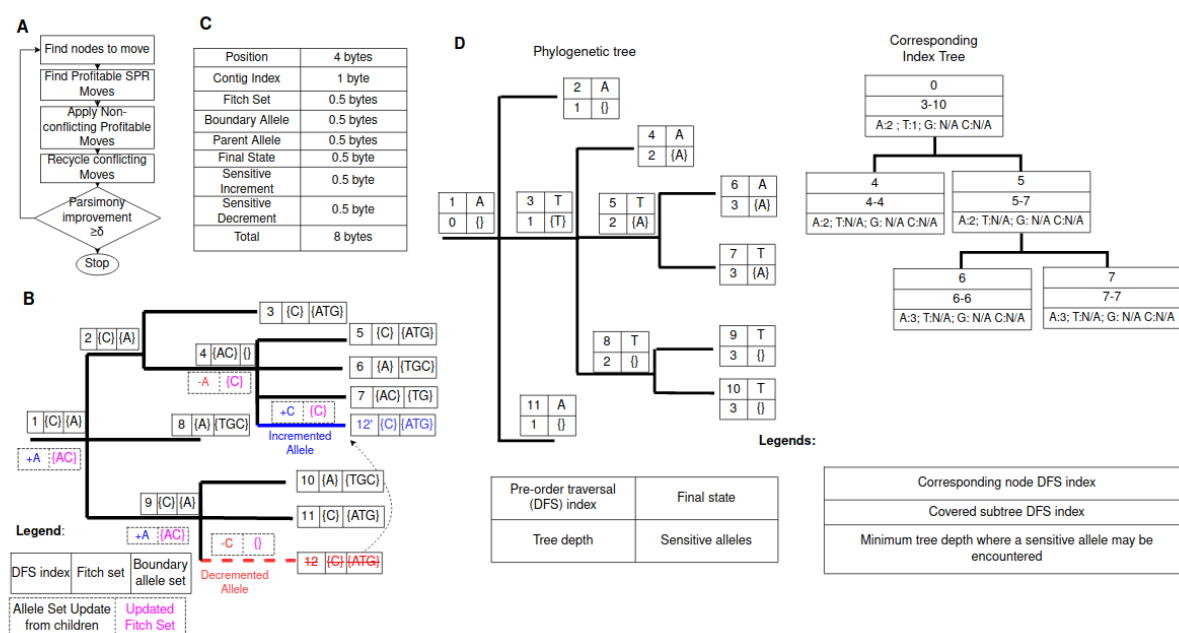 A
Find nodes to move
Find Profitable SPR
Moves
Apply Non-
conflicting Profitable
Moves
Recycle conflicting
Moves
Parsimony
improvement
≥δ
Stop
C
Position 4 bytes
Contig Index 1 byte
Fitch Set 0.5 bytes
Boundary Allele 0.5 bytes
Parent Allele 0.5 bytes
Final State 0.5 byte
Sensitive
Increment 0.5 byte
Sensitive
Decrement 0.5 byte
Total 8 bytes
B
3 {C} {ATG}
2 {C} {A}
5 {C} {ATG}
4 {AC} {}
6 {A} {TGC}
-A {C}
7 {AC} {TG}
1 {C} {A}
8 {A} {TGC}
+C {C}
12' {C} {ATG}
Incremented
Allele
+A {AC}
10 {A} {TGC}
9 {C} {A}
11 {C} {ATG}
+A {AC}
-C {}
12 {C} {ATG}
Decremented
Allele
Legend:
DFS index Fitch set Boundary
allele set
Allele Set Update
from children
Updated
Fitch Set
D
Phylogenetic tree
2 A
1 {}
4 A
2 {A}
1 A
0 {}
3 T
1 {T}
5 T
2 {A}
6 A
3 {A}
7 T
3 {A}
8 T
2 {}
9 T
3 {}
10 T
3 {}
11 A
1 {}
Corresponding
Index Tree
0
3-10
A:2 ; T:1; G: N/A C:N/A
4
4-4
A:2; T:N/A; G: N/A C:N/A
5
5-7
A:2; T:N/A; G: N/A C:N/A
6
6-6
A:3; T:N/A; G: N/A C:N/A
7
7-7
A:3; T:N/A; G: N/A C:N/A
Legends:
Pre-order traversal
(DFS) index
Final state
Tree depth
Sensitive alleles
Corresponding node DFS index
Covered subtree DFS index
Minimum tree depth where a sensitive allele may be
encountered